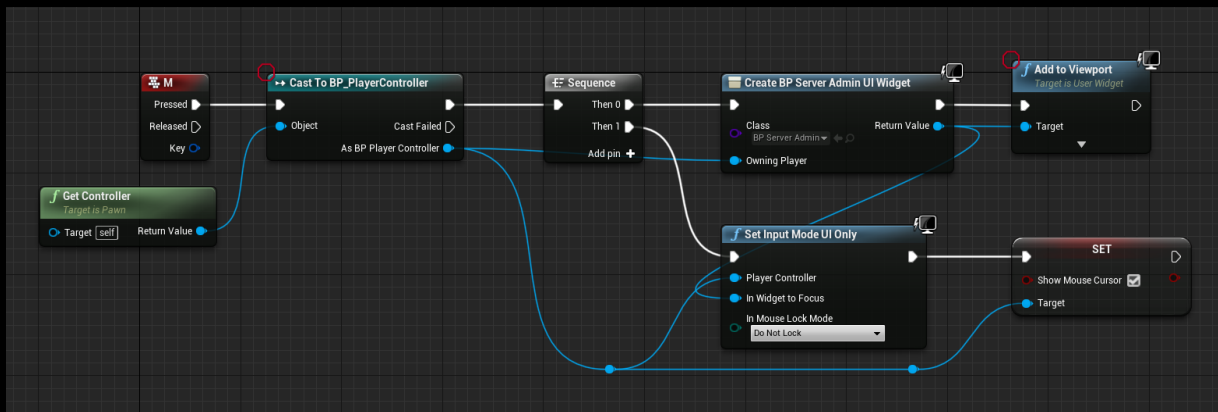 M
Pressed
Released
Key
Cast To BP_PlayerController
Object
Cast Failed
As BP Player Controller
Sequence
Then 0
Then 1
Add pin +
Create BP Server Admin UI Widget
Class
BP Server Admin
Return Value
Owning Player
f Add to Viewport
Target is User Widget
Target
f Get Controller
Target is Pawn
Target self
Return Value
f Set Input Mode UI Only
Player Controller
In Widget to Focus
In Mouse Lock Mode
Do Not Lock
SET
Show Mouse Cursor
Target